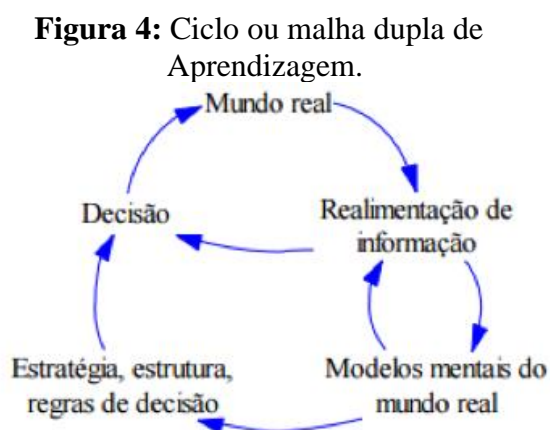 Figura 4: Ciclo ou malha dupla de
Aprendizagem.
Mundo real
Decisão
Realimentação de
informação
Estratégia, estrutura,
regras de decisão
Modelos mentais do
mundo real